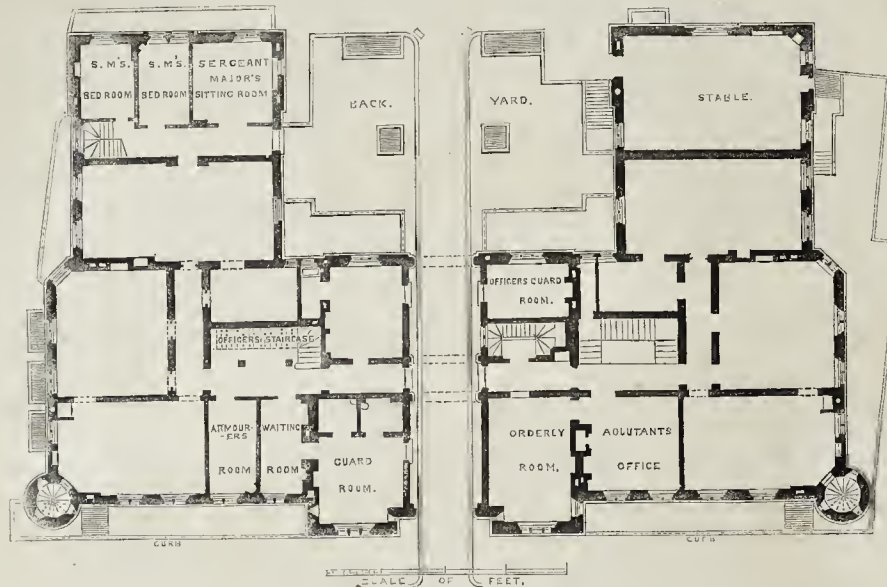 S. M'S.
BED ROOM
S. M'S.
BED ROOM
SERGEANT
MAJOR'S
SITTING ROOM
BACK.
YARD.
STABLE.
OFFICERS GUARD
ROOM.
OFFICERS STAIRCASE
ARMOUR-
-ERS
ROOM
WAITING
ROOM
GUARD
ROOM.
ORDERLY
ROOM.
ADJUTANTS
OFFICE
CURB
CURB
SCALE OF FEET.